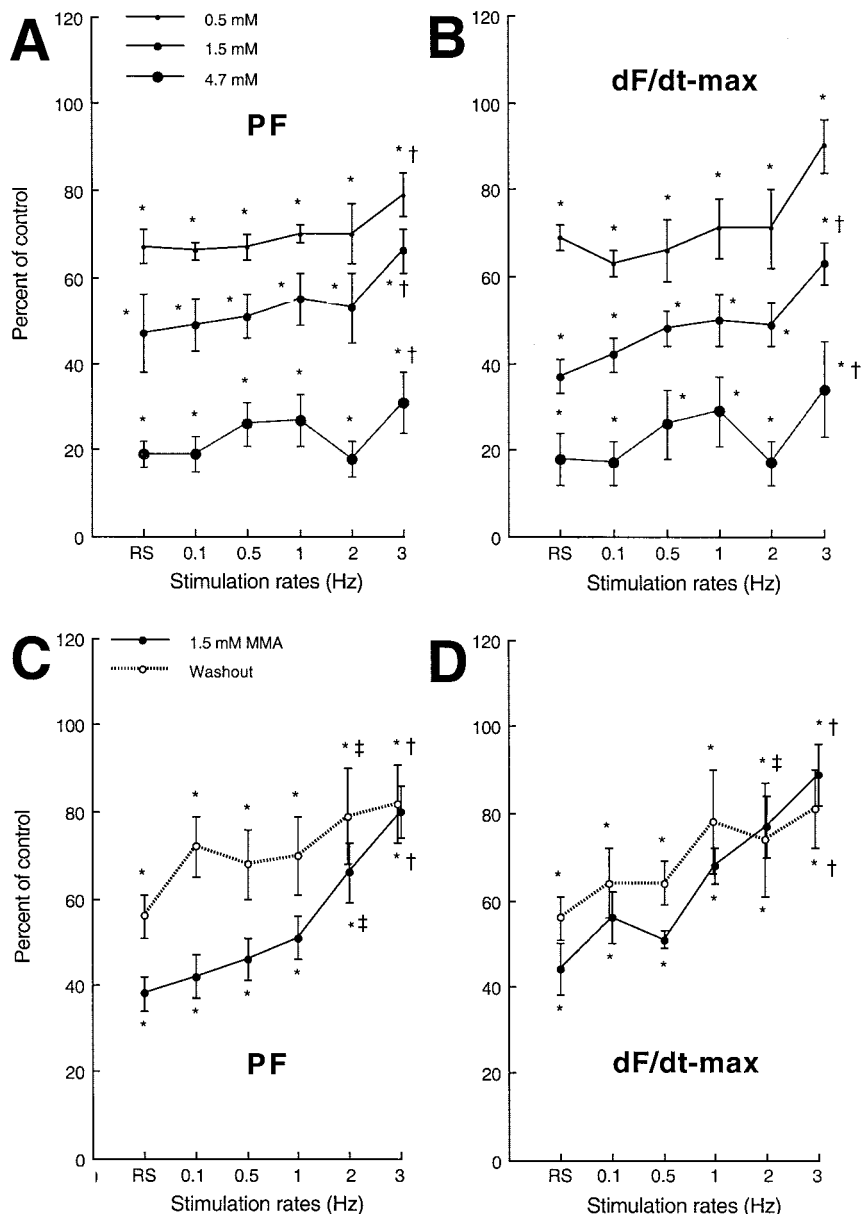 A
0.5 mM
1.5 mM
4.7 mM
PF
Percent of control
120
100
80
60
40
20
0
RS 0.1 0.5 1 2 3
Stimulation rates (Hz)
* * * * * * †
* * * * * * †
* * * * * * †
B
dF/dt-max
120
100
80
60
40
20
0
RS 0.1 0.5 1 2 3
Stimulation rates (Hz)
* * * * * *
* * * * * * ‡
* * * * * * †
C
1.5 mM MMA
Washout
PF
Percent of control
120
100
80
60
40
20
0
RS 0.1 0.5 1 2 3
Stimulation rates (Hz)
* * * * * ‡ * †
* * * * * ‡ * †
D
dF/dt-max
120
100
80
60
40
20
0
RS 0.1 0.5 1 2 3
Stimulation rates (Hz)
* * * * * ‡ * †
* * * * * * †